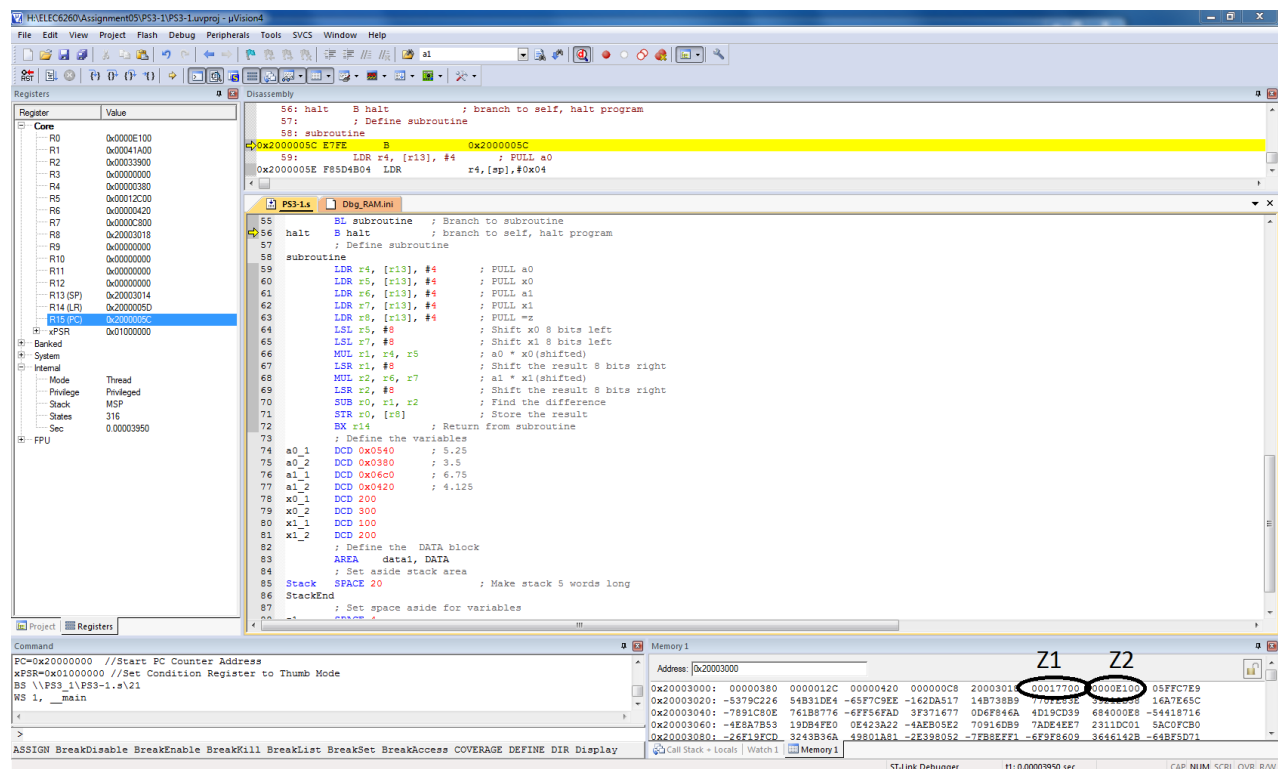 H:\ELEC6260\Assignment05\PS3-1\PS3-1.uvproj - µVision4
File Edit View Project Flash Debug Peripherals Tools SVCS Window Help
a1
RST
Registers
Register Value
Core
R0 0x0000E100
R1 0x00041A00
R2 0x00033900
R3 0x00000000
R4 0x00000380
R5 0x00012C00
R6 0x00000420
R7 0x0000C800
R8 0x20003018
R9 0x00000000
R10 0x00000000
R11 0x00000000
R12 0x00000000
R13 (SP) 0x20003014
R14 (LR) 0x2000005D
R15 (PC) 0x2000005C
xPSR 0x01000000
Banked
System
Internal
Mode Thread
Privilege Privileged
Stack MSP
States 316
Sec 0.00003950
FPU
Project Registers
Disassembly
56: halt B halt ; branch to self, halt program
57: ; Define subroutine
58: subroutine
0x2000005C E7FE B 0x2000005C
59: LDR r4, [r13], #4 ; PULL a0
0x2000005E F85D4B04 LDR r4,[sp],#0x04
PS3-1.s Dbg_RAM.ini
55 BL subroutine ; Branch to subroutine
56 halt B halt ; branch to self, halt program
57 ; Define subroutine
58 subroutine
59 LDR r4, [r13], #4 ; PULL a0
60 LDR r5, [r13], #4 ; PULL x0
61 LDR r6, [r13], #4 ; PULL a1
62 LDR r7, [r13], #4 ; PULL x1
63 LDR r8, [r13], #4 ; PULL =z
64 LSL r5, #8 ; Shift x0 8 bits left
65 LSL r7, #8 ; Shift x1 8 bits left
66 MUL r1, r4, r5 ; a0 * x0(shifted)
67 LSR r1, #8 ; Shift the result 8 bits right
68 MUL r2, r6, r7 ; a1 * x1(shifted)
69 LSR r2, #8 ; Shift the result 8 bits right
70 SUB r0, r1, r2 ; Find the difference
71 STR r0, [r8] ; Store the result
72 BX r14 ; Return from subroutine
73 ; Define the variables
74 a0_1 DCD 0x0540 ; 5.25
75 a0_2 DCD 0x0380 ; 3.5
76 a1_1 DCD 0x06c0 ; 6.75
77 a1_2 DCD 0x0420 ; 4.125
78 x0_1 DCD 200
79 x0_2 DCD 300
80 x1_1 DCD 100
81 x1_2 DCD 200
82 ; Define the DATA block
83 AREA data1, DATA
84 ; Set aside stack area
85 Stack SPACE 20 ; Make stack 5 words long
86 StackEnd
87 ; Set space aside for variables
Command
PC=0x20000000 //Start PC Counter Address
xPSR=0x01000000 //Set Condition Register to Thumb Mode
BS \\PS3_1\PS3-1.s\21
WS 1, __main
>
ASSIGN BreakDisable BreakEnable BreakKill BreakList BreakSet BreakAccess COVERAGE DEFINE DIR Display
Memory 1
Z1 Z2
Address: 0x20003000
0x20003000: 00000380 0000012C 00000420 000000C8 20003018 00017700 0000E100 05FFC7E9
0x20003020: -5379C226 54B31DE4 -65F7C9EE -162DA517 14B738B9 16A7E65C
0x20003040: -7891C80E 761B8776 -6FF56FAD 3F371677 0D6F846A 4D19CD39 684000E8 -54418716
0x20003060: -4E8A7B53 19DB4FE0 0E423A22 -4AEB05E2 70916DB9 7ADE4EE7 2311DC01 5AC0FCB0
0x20003080: -26F19FCD 3243B36A 49801A81 -2E398052 -7FB8EFF1 -6F9F8609 3646142B -64BF5D71
Call Stack + Locals Watch 1 Memory 1
ST-Link Debugger t1: 0.00003950 sec CAP NUM SCRL OVR R/W